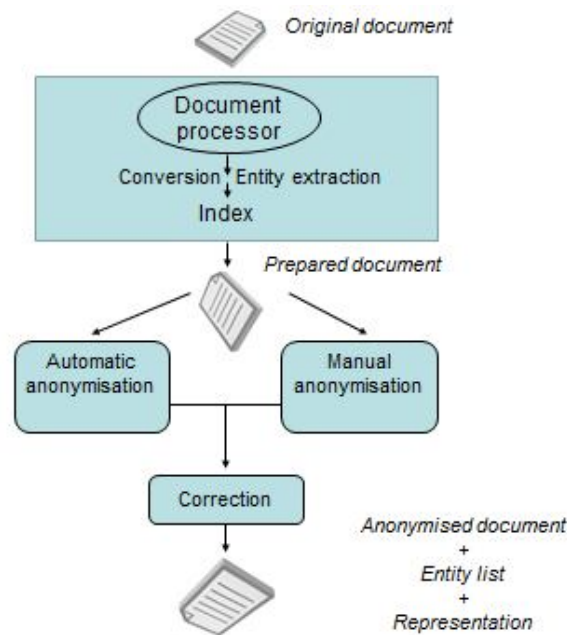 Original document
Document
processor
Conversion Entity extraction
Index
Prepared document
Automatic
anonymisation
Manual
anonymisation
Correction
Anonymised document
+
Entity list
+
Representation